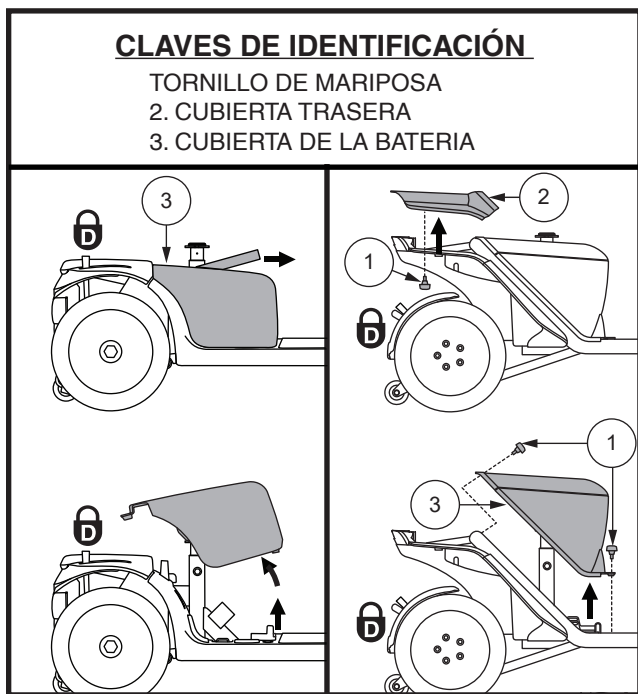 CLAVES DE IDENTIFICACIÓN
TORNILLO DE MARIPOSA
2. CUBIERTA TRASERA
3. CUBIERTA DE LA BATERIA
3
D
2
1
D
D
1
3
D